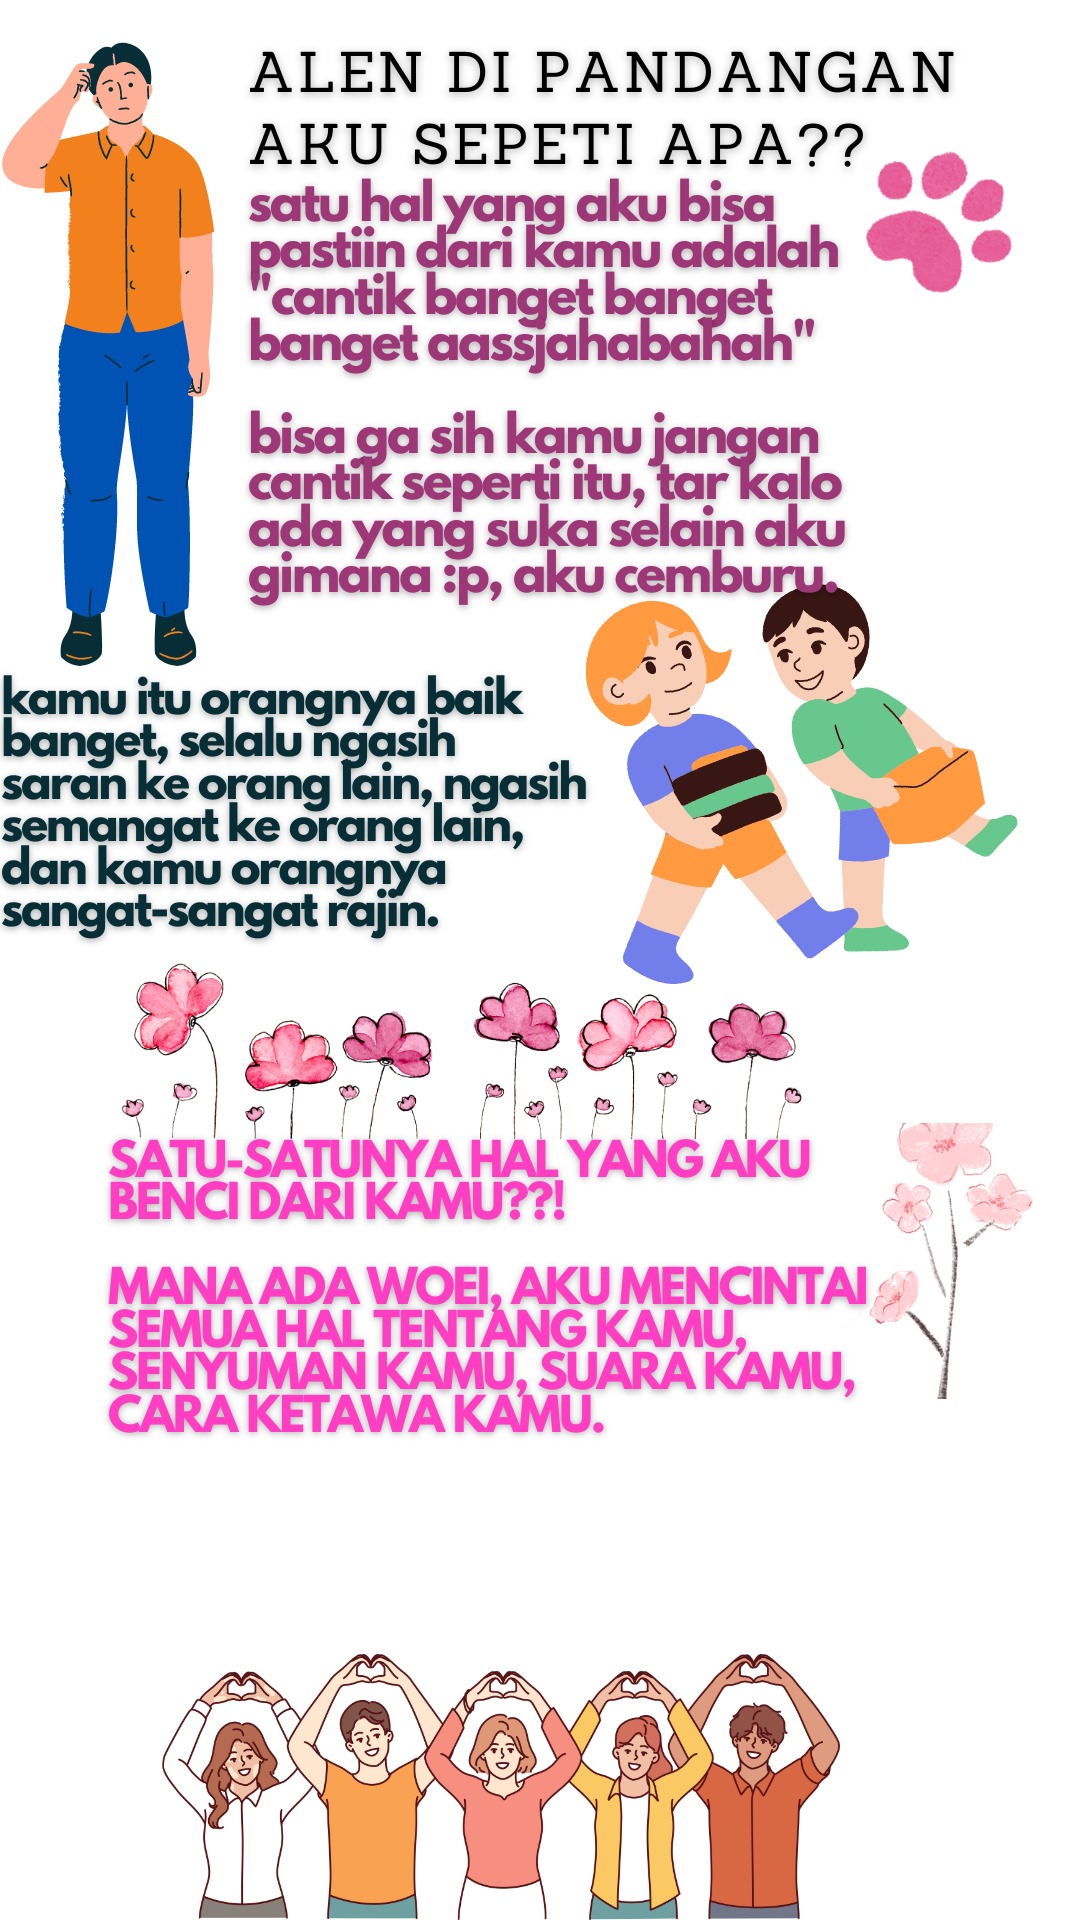 ALEN DI PANDANGAN
AKU SEPETI APA??
satu hal yang aku bisa
pastiin dari kamu adalah
"cantik banget banget
banget aassjahabahah"
bisa ga sih kamu jangan
cantik seperti itu, tar kalo
ada yang suka selain aku
gimana :p, aku cemburu.
kamu itu orangnya baik
banget, selalu ngasih
saran ke orang lain, ngasih
semangat ke orang lain,
dan kamu orangnya
sangat-sangat rajin.
SATU-SATUNYA HAL YANG AKU
BENCI DARI KAMU??!
MANA ADA WOEI, AKU MENCINTAI
SEMUA HAL TENTANG KAMU,
SENYUMAN KAMU, SUARA KAMU,
CARA KETAWA KAMU.